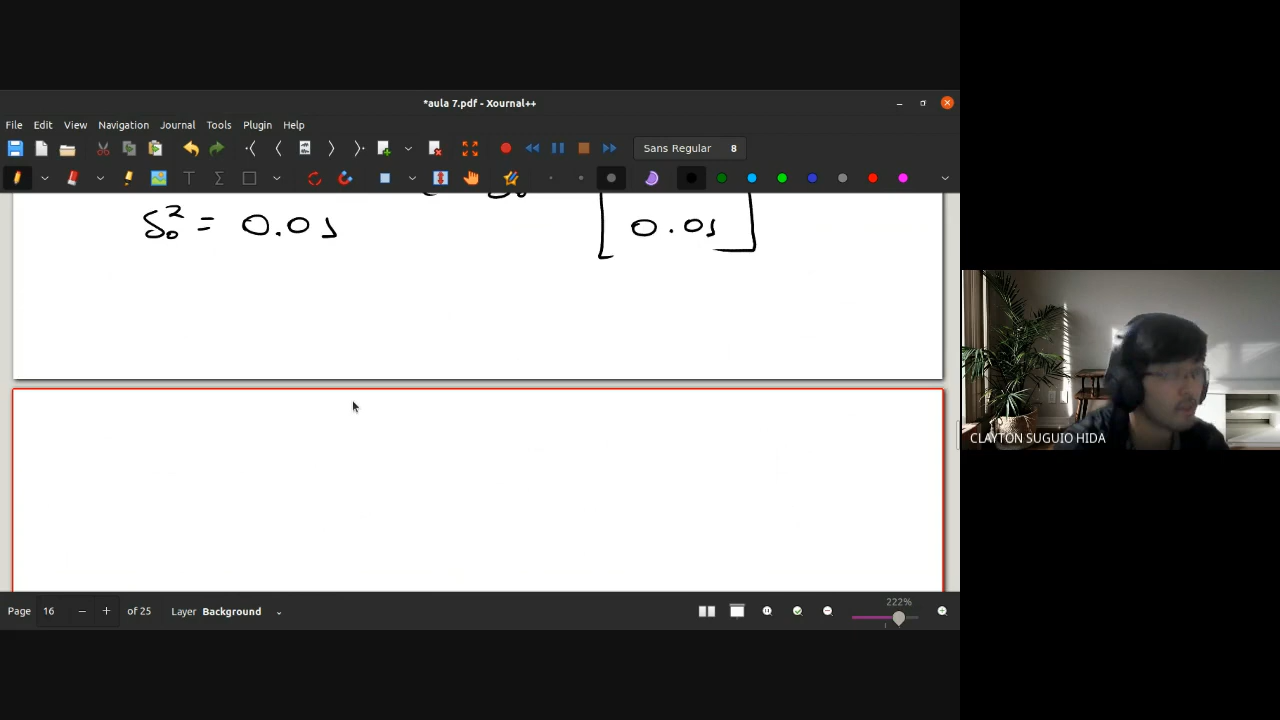 *aula 7.pdf - Xournal++
File Edit View Navigation Journal Tools Plugin Help
Sans Regular 8
δ₀² = 0.01
0.01
CLAYTON SUGUIO HIDA
Page 16 of 25 Layer Background 222%